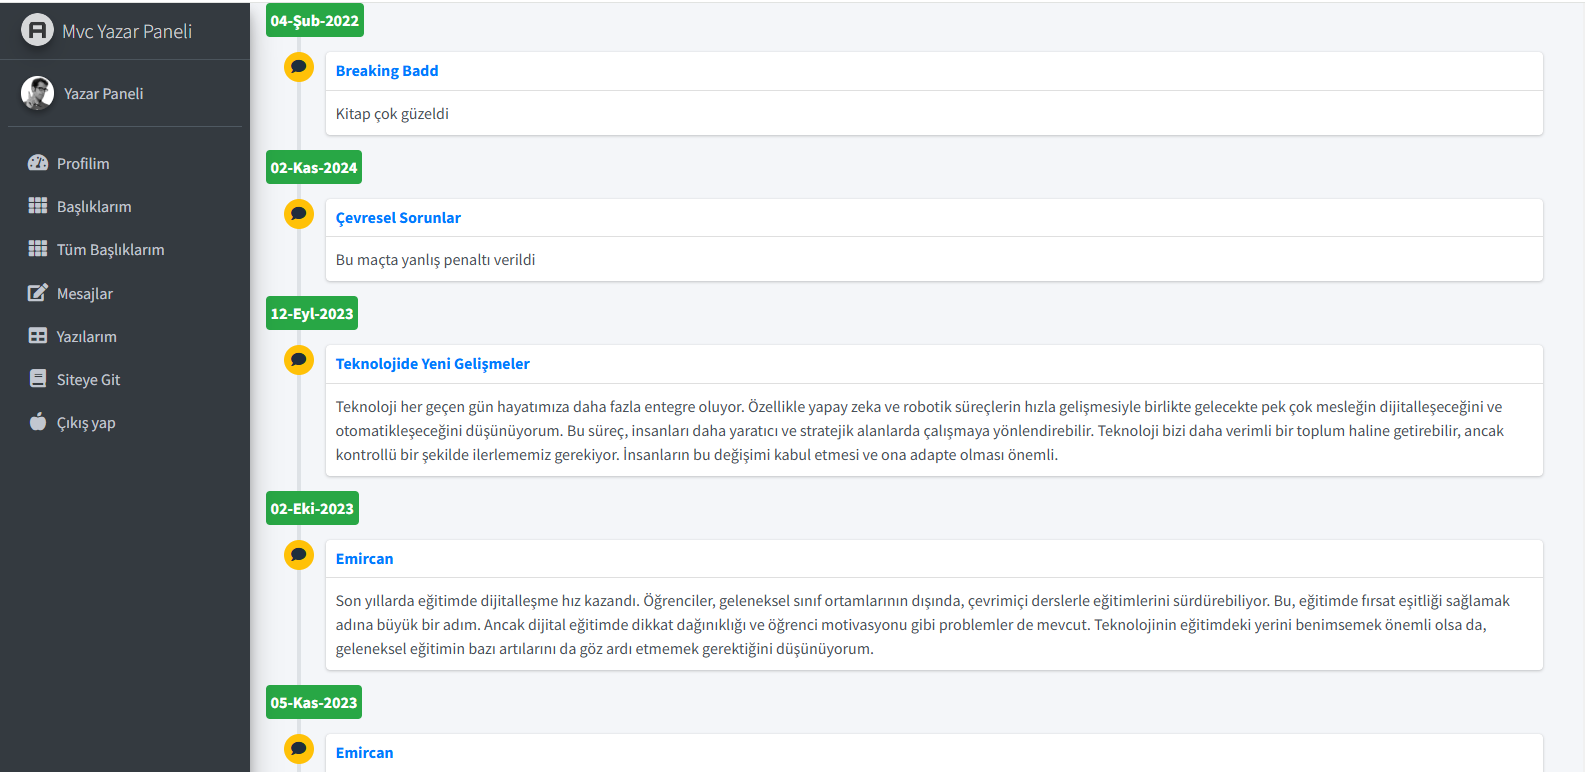 Mvc Yazar Paneli
Yazar Paneli
Profilim
Başlıklarım
Tüm Başlıklarım
Mesajlar
Yazılarım
Siteye Git
Çıkış yap
04-Şub-2022
Breaking Badd
Kitap çok güzeldi
02-Kas-2024
Çevresel Sorunlar
Bu maçta yanlış penaltı verildi
12-Eyl-2023
Teknolojide Yeni Gelişmeler
Teknoloji her geçen gün hayatımıza daha fazla entegre oluyor. Özellikle yapay zeka ve robotik süreçlerin hızla gelişmesiyle birlikte gelecekte pek çok mesleğin dijitalleşeceğini ve
otomatikleşeceğini düşünüyorum. Bu süreç, insanları daha yaratıcı ve stratejik alanlarda çalışmaya yönlendirebilir. Teknoloji bizi daha verimli bir toplum haline getirebilir, ancak
kontrollü bir şekilde ilerlememiz gerekiyor. İnsanların bu değişimi kabul etmesi ve ona adapte olması önemli.
02-Eki-2023
Emircan
Son yıllarda eğitimde dijitalleşme hız kazandı. Öğrenciler, geleneksel sınıf ortamlarının dışında, çevrimiçi derslerle eğitimlerini sürdürebiliyor. Bu, eğitimde fırsat eşitliği sağlamak
adına büyük bir adım. Ancak dijital eğitimde dikkat dağınıklığı ve öğrenci motivasyonu gibi problemler de mevcut. Teknolojinin eğitimdeki yerini benimsemek önemli olsa da,
geleneksel eğitimin bazı artılarını da göz ardı etmemek gerektiğini düşünüyorum.
05-Kas-2023
Emircan